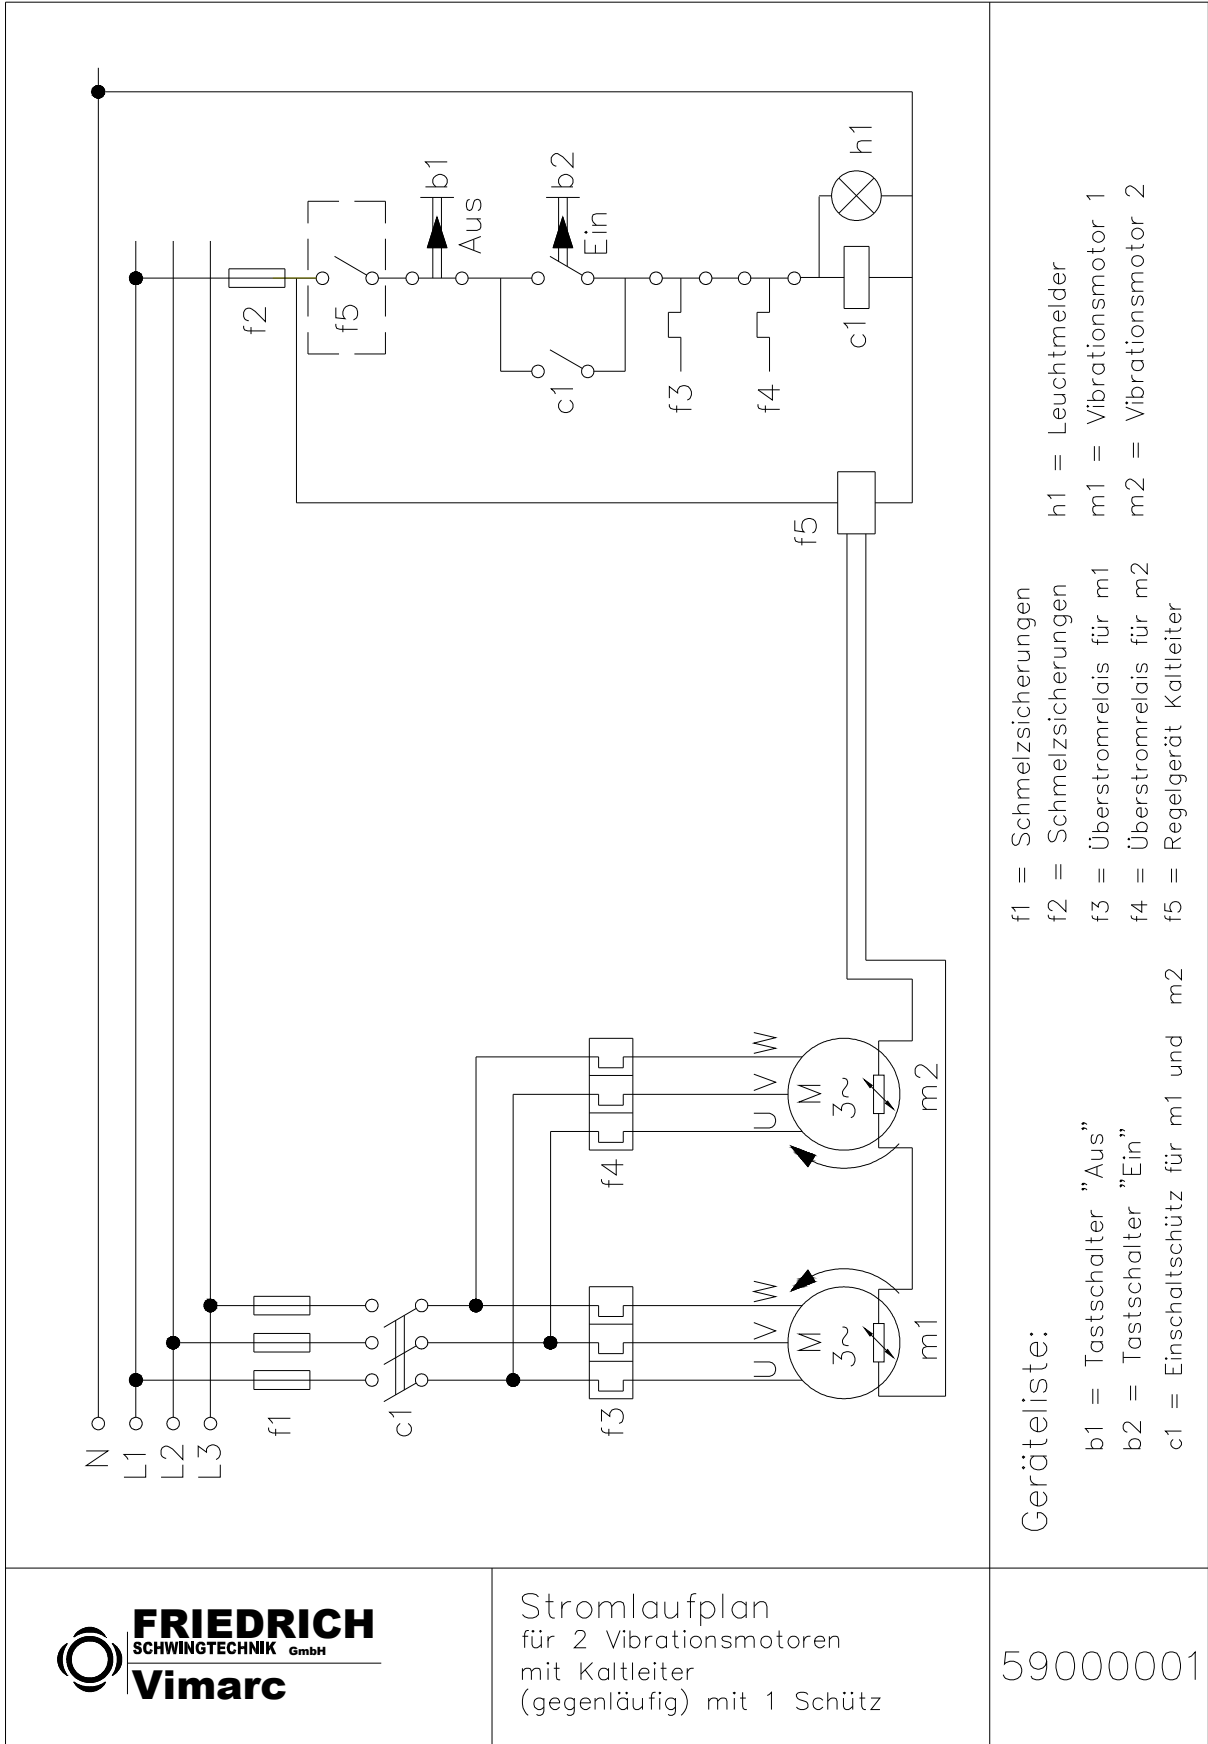 N
L1
L2
L3
f1
c1
f3
U V W
M
3~
m1
f4
U V W
M
3~
m2
f5
f2
f5
b1
Aus
b2
Ein
c1
f3
f4
c1
h1
Geräteliste:
b1 = Tastschalter "Aus"
b2 = Tastschalter "Ein"
c1 = Einschaltschütz für m1 und m2
f1 = Schmelzsicherungen
f2 = Schmelzsicherungen
f3 = Überstromrelais für m1
f4 = Überstromrelais für m2
f5 = Regelgerät Kaltleiter
h1 = Leuchtmelder
m1 = Vibrationsmotor 1
m2 = Vibrationsmotor 2
FRIEDRICH
SCHWINGTECHNIK GmbH
Vimarc
Stromlaufplan
für 2 Vibrationsmotoren
mit Kaltleiter
(gegenläufig) mit 1 Schütz
59000001